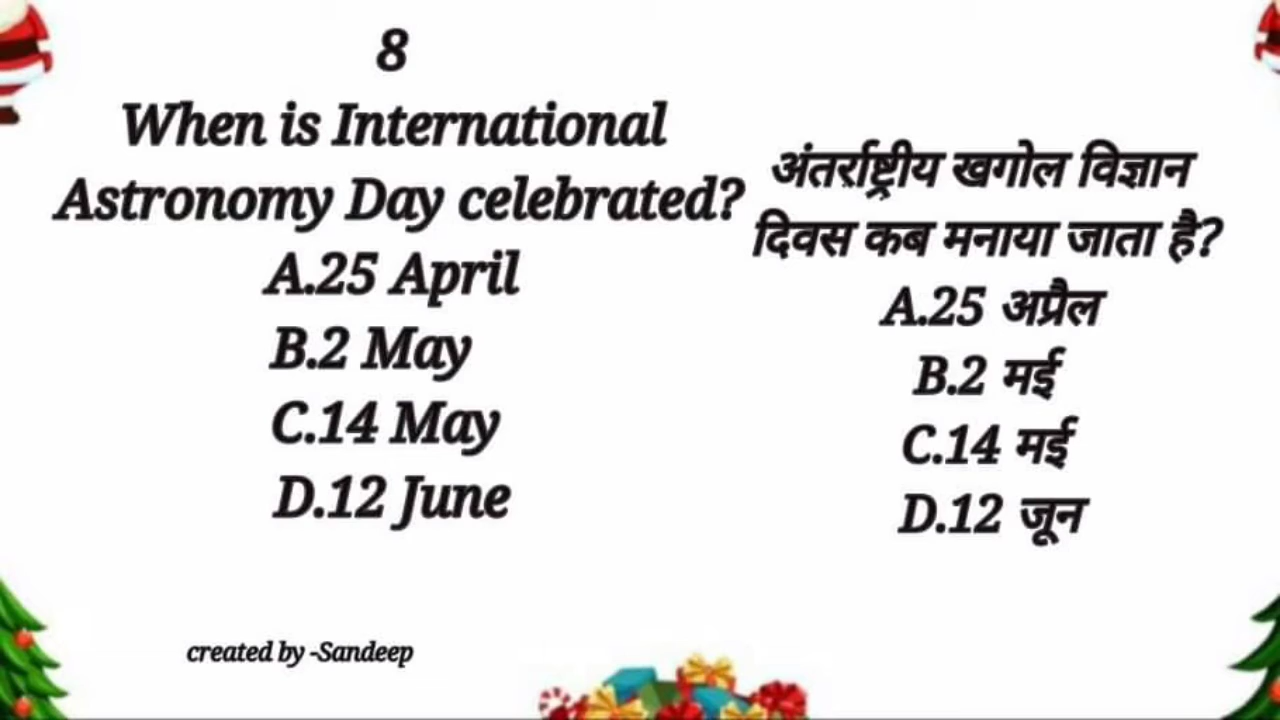 8
When is International
Astronomy Day celebrated?
A.25 April
B.2 May
C.14 May
D.12 June
अंतर्राष्ट्रीय खगोल विज्ञान
दिवस कब मनाया जाता है?
A.25 अप्रैल
B.2 मई
C.14 मई
D.12 जून
created by -Sandeep